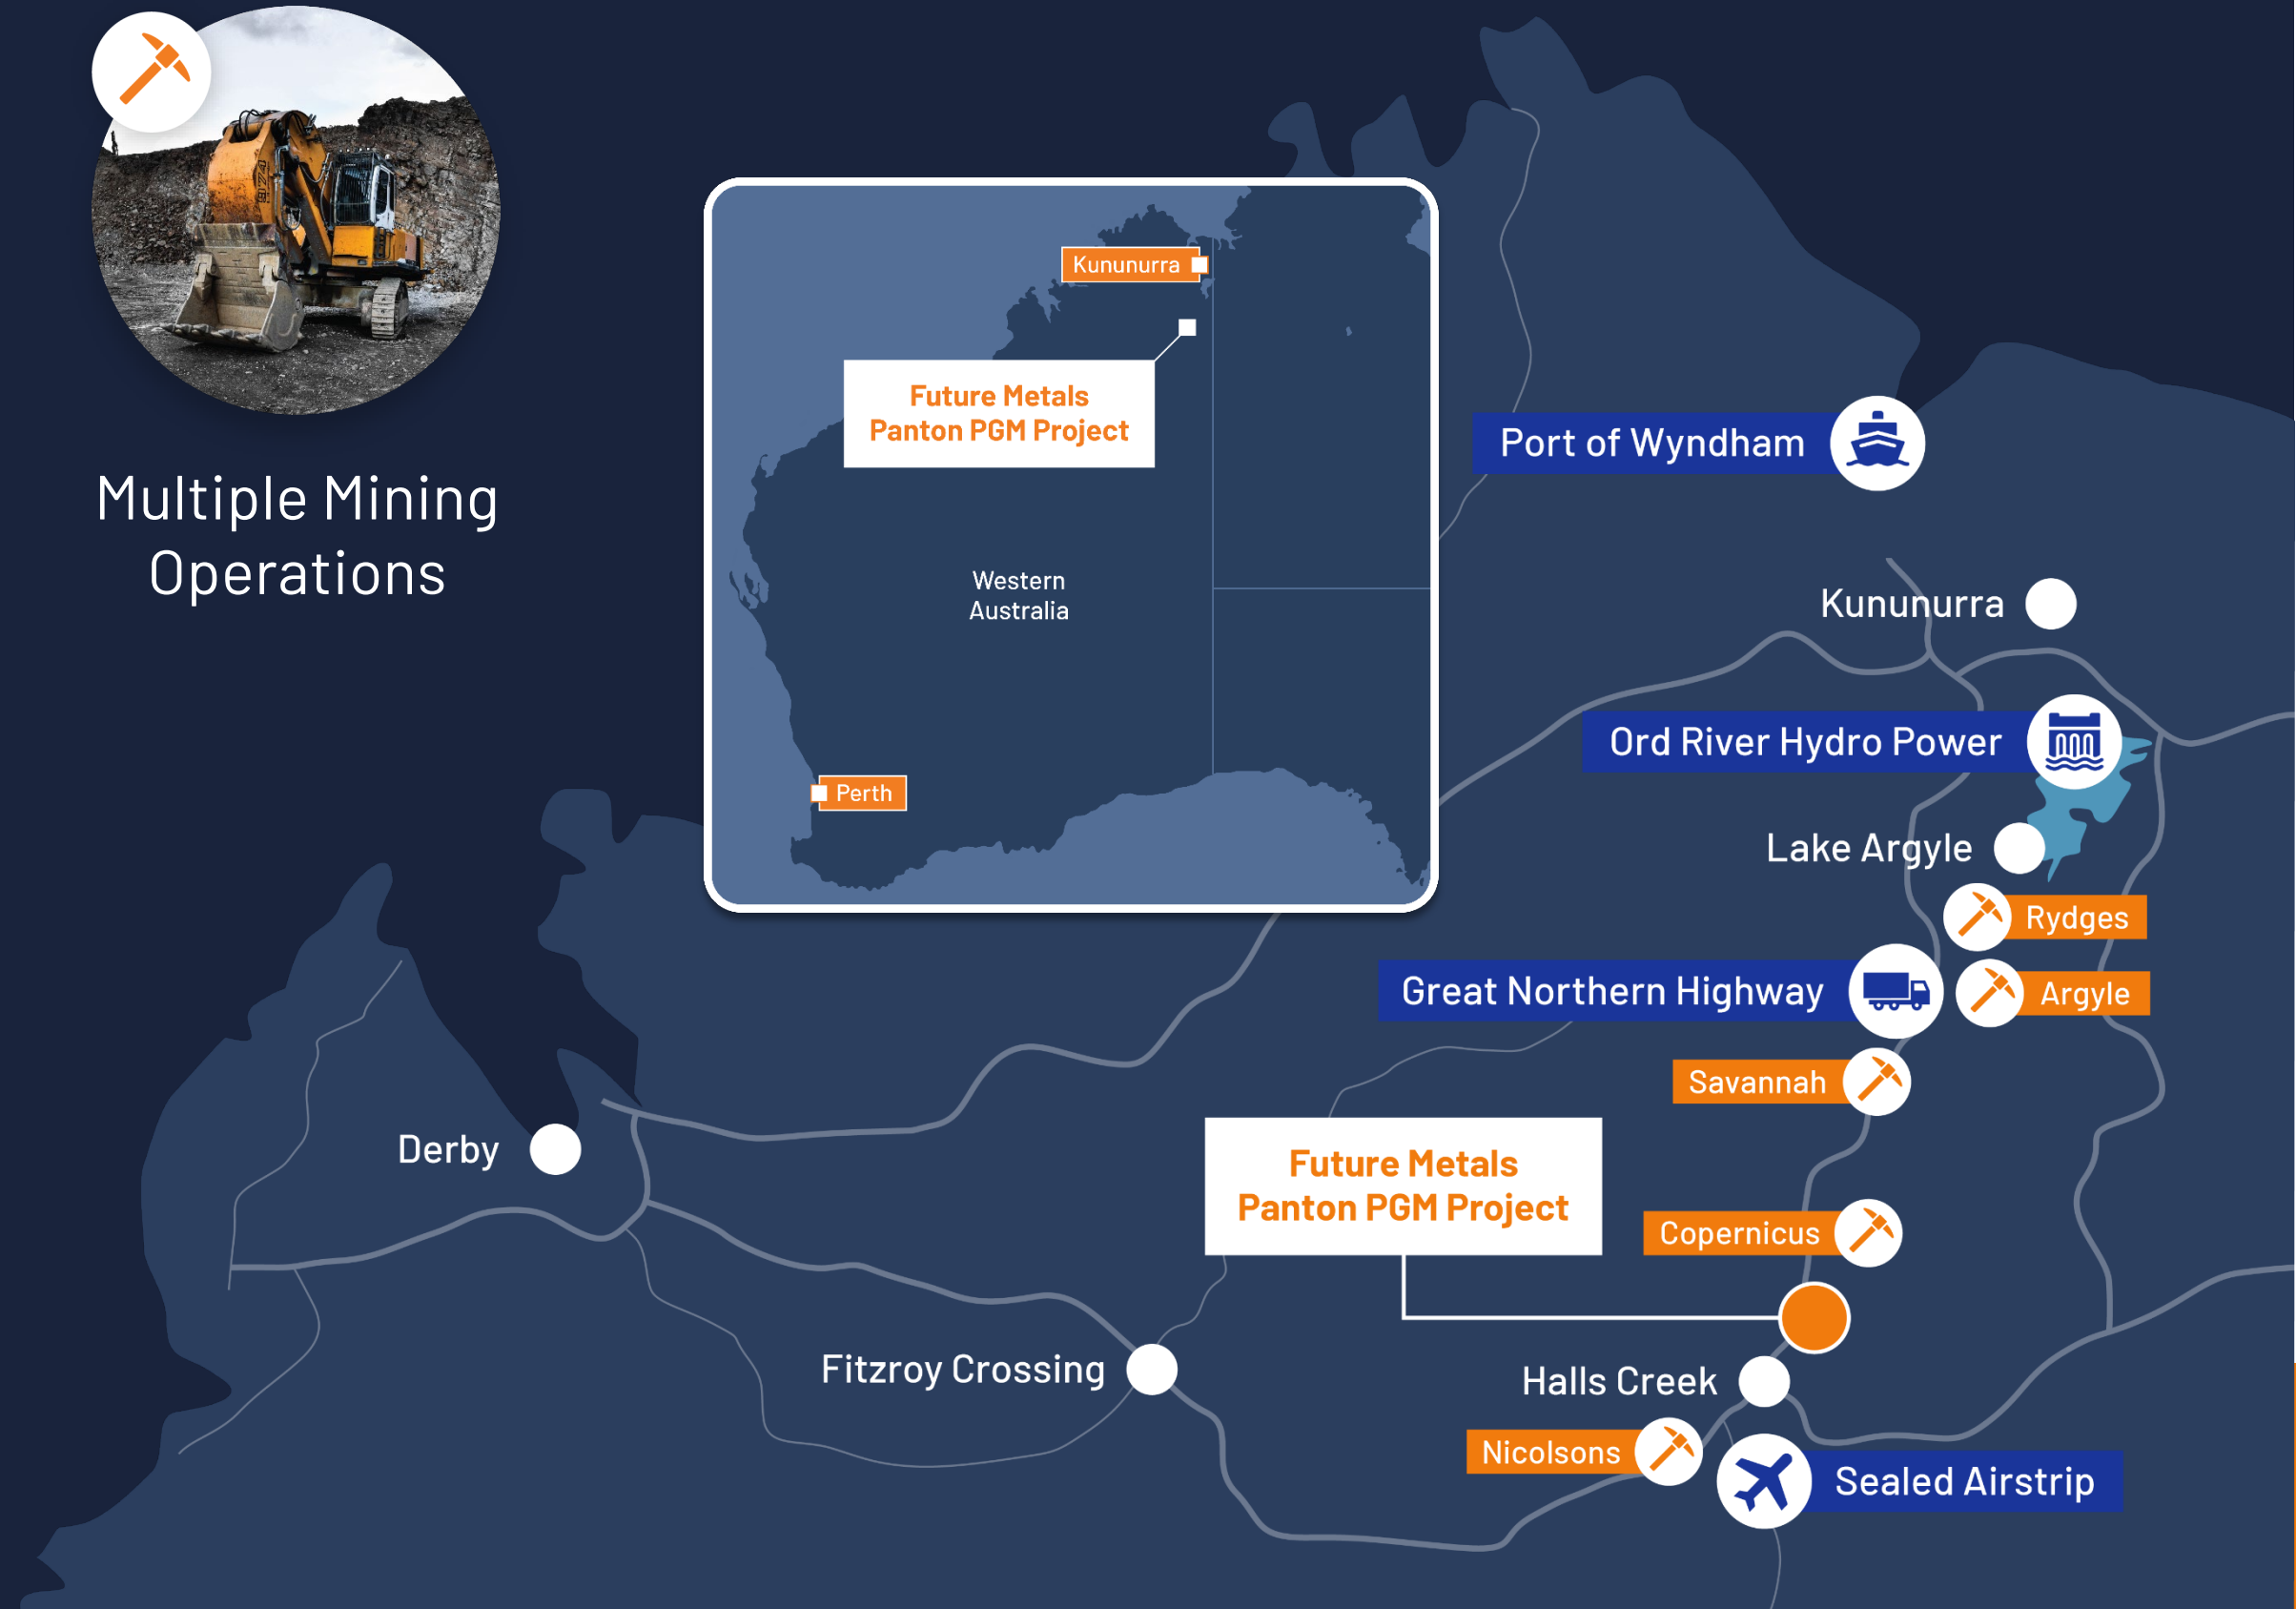 Multiple Mining
Operations
Kununurra
Future Metals
Panton PGM Project
Western
Australia
Perth
Port of Wyndham
Kununurra
Ord River Hydro Power
Lake Argyle
Rydges
Great Northern Highway
Argyle
Savannah
Derby
Future Metals
Panton PGM Project
Copernicus
Fitzroy Crossing
Halls Creek
Nicolsons
Sealed Airstrip